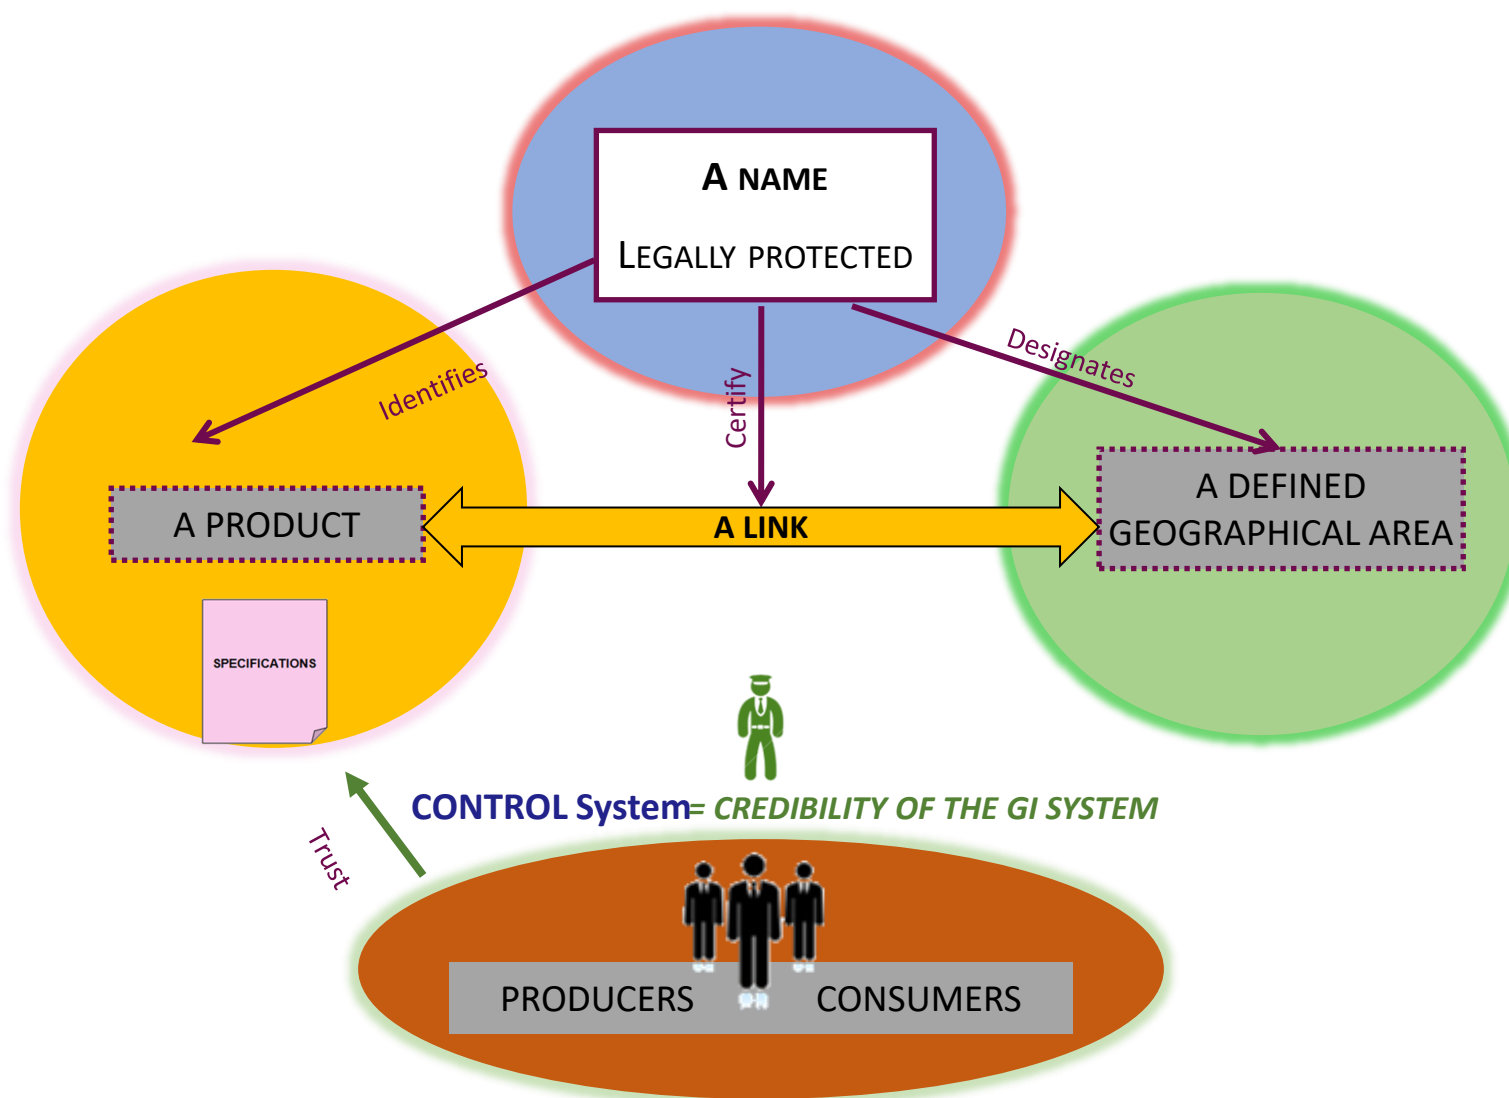 A NAME
LEGALLY PROTECTED
Identifies
Certify
Designates
A PRODUCT
A LINK
A DEFINED
GEOGRAPHICAL AREA
SPECIFICATIONS
CONTROL System= CREDIBILITY OF THE GI SYSTEM
Trust
PRODUCERS CONSUMERS